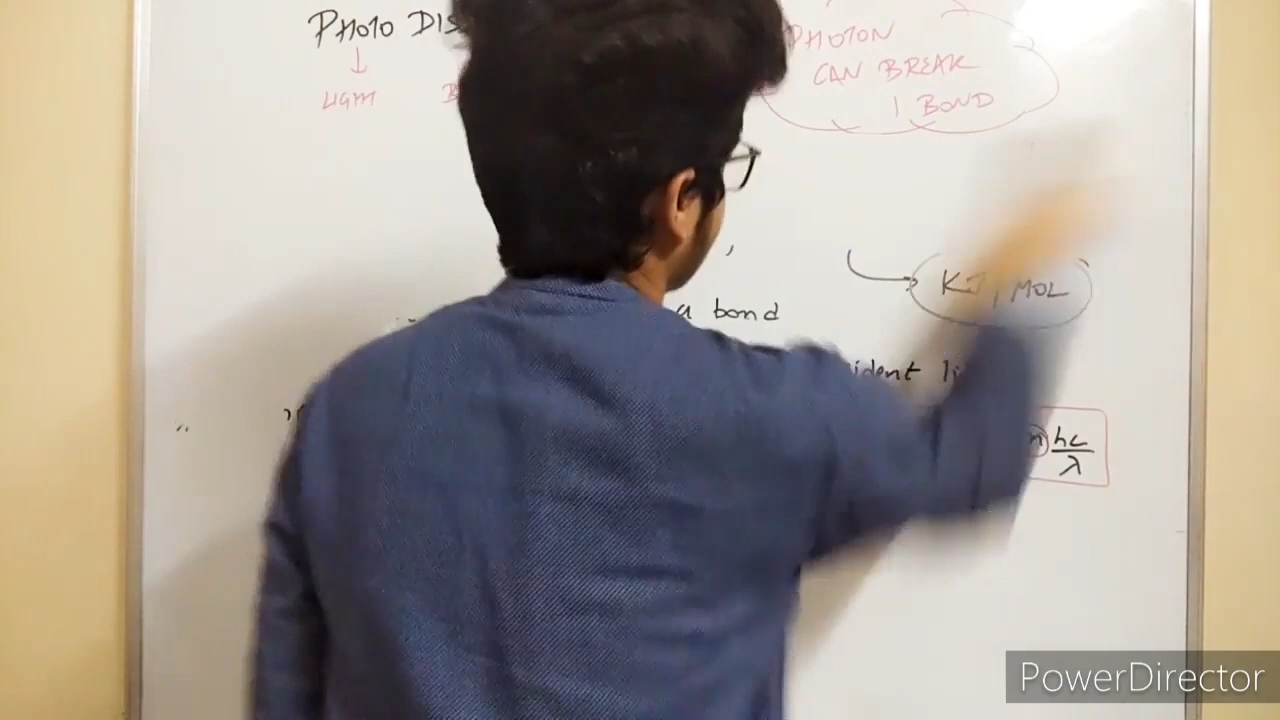 PHOTO DIS
PHOTON
CAN BREAK
1 BOND
LIGHT
B
KJ/MOL
a bond
ident li
n hc/λ
PowerDirector